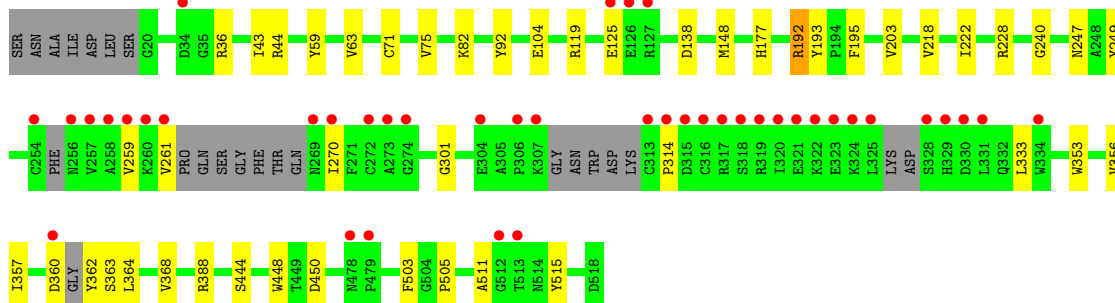 SER ASN ALA ILE ASP LEU SER G20 D34 G35 R36 I43 R44 Y59 V63 C71 V75 K82 Y92 E104 R119 E125 E126 R127 D138 M148 H177 R192 Y193 P194 F195 V203 V218 I222 R228 G240 N247 A248 Y249
C254 PHE N256 V257 A258 V259 K260 V261 PRO GLN SER GLY PHE THR GLN N269 I270 F271 C272 A273 G274 G301 E304 A305 P306 K307 GLY ASN TRP ASP LYS C313 P314 D315 C316 R317 S318 R319 I320 E321 K322 E323 K324 L325 LYS ASP S328 H329 D330 L331 Q332 L333 W334 W353 V356
I357 D360 GLY Y362 S363 L364 V368 R388 S444 W448 T449 D450 N478 P479 F503 G504 P505 A511 G512 T513 N514 Y515 D518